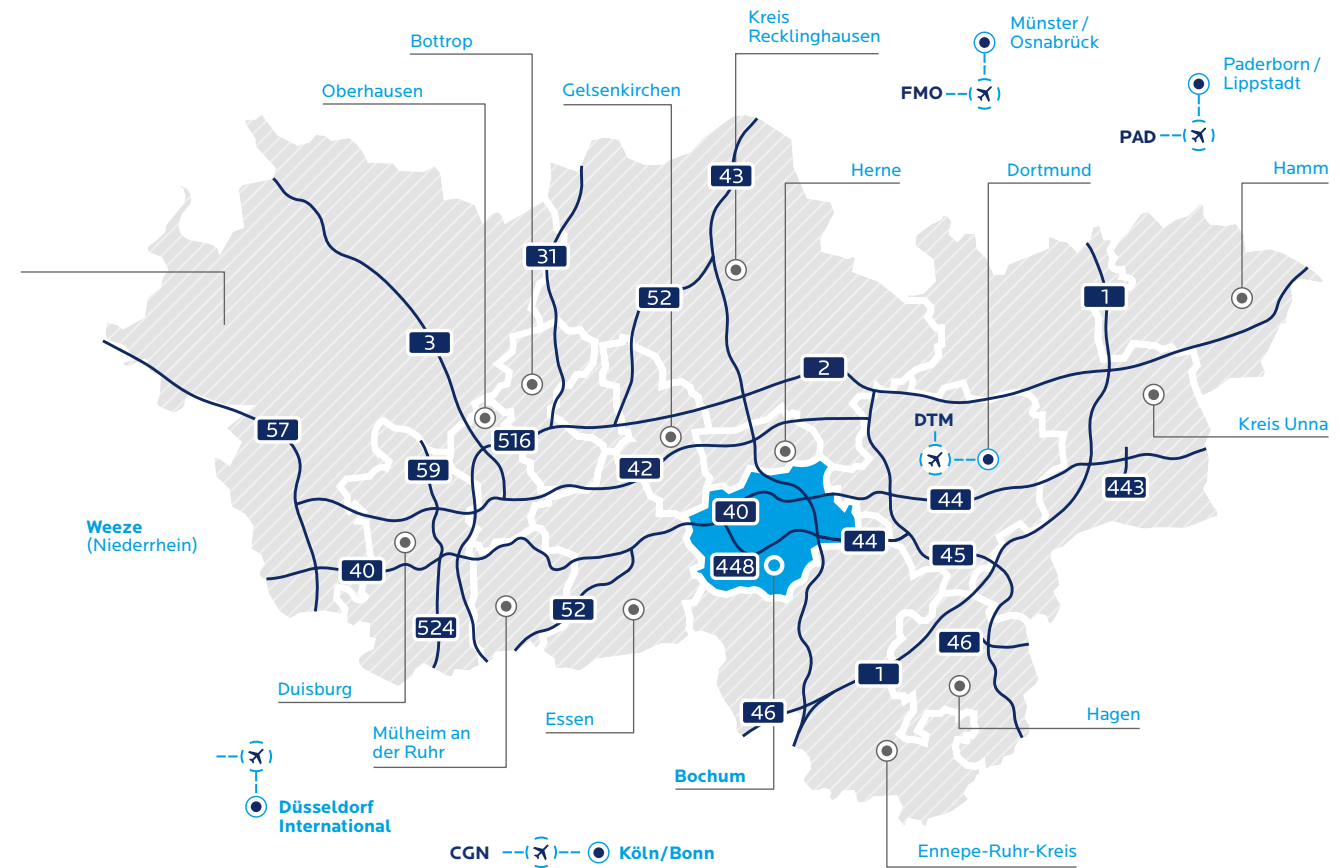 Kreis
Recklinghausen
Münster /
Osnabrück
Bottrop
Paderborn /
Lippstadt
Oberhausen
Gelsenkirchen
FMO
PAD
Herne
Dortmund
Hamm
43
31
52
1
3
2
DTM
57
516
Kreis Unna
59
42
443
44
40
Weeze
(Niederrhein)
44
45
448
40
52
524
46
1
Duisburg
46
Essen
Hagen
Mülheim an
der Ruhr
Bochum
Düsseldorf
International
CGN
Köln/Bonn
Ennepe-Ruhr-Kreis